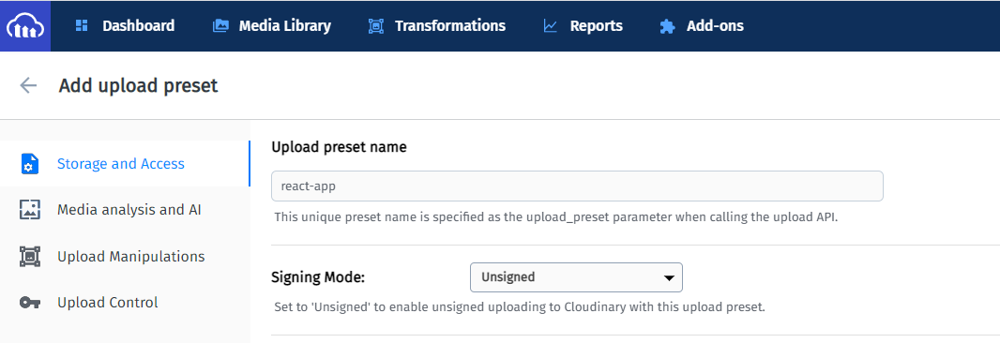 Dashboard Media Library Transformations Reports Add-ons
Add upload preset
Storage and Access
Media analysis and AI
Upload Manipulations
Upload Control
Upload preset name
react-app
This unique preset name is specified as the upload_preset parameter when calling the upload API.
Signing Mode: Unsigned
Set to 'Unsigned' to enable unsigned uploading to Cloudinary with this upload preset.